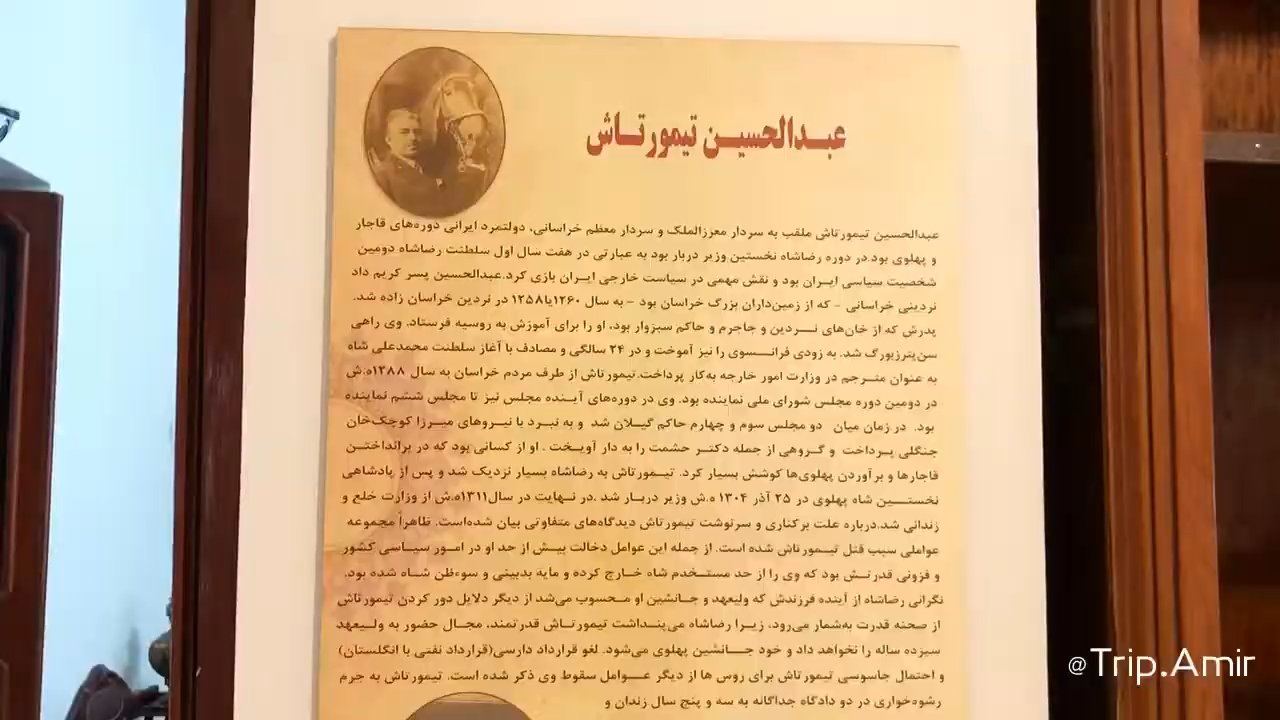 عبدالحسین تیمورتاش
عبدالحسین تیمورتاش ملقب به سردار معززالملک و سردار معظم خراسانی، دولتمرد ایرانی دوره‌های قاجار
و پهلوی بود.در دوره رضاشاه نخستین وزیر دربار بود به عبارتی در هفت سال اول سلطنت رضاشاه دومین
شخصیت سیاسی ایران بود و نقش مهمی در سیاست خارجی ایران بازی کرد.عبدالحسین پسر کریم داد
نردینی خراسانی – که از زمین‌داران بزرگ خراسان بود – به سال ۱۲۶۰یا۱۲۵۸ در نردین خراسان زاده شد.
پدرش که از خان‌های نردین و جاجرم و حاکم سبزوار بود، او را برای آموزش به روسیه فرستاد. وی راهی
سن‌پترزبورگ شد. به زودی فرانسوی را نیز آموخت و در ۲۴ سالگی و مصادف با آغاز سلطنت محمدعلی شاه
به عنوان مترجم در وزارت امور خارجه به‌کار پرداخت.تیمورتاش از طرف مردم خراسان به سال ۱۲۸۸ه.ش
در دومین دوره مجلس شورای ملی نماینده بود. وی در دوره‌های آینده مجلس نیز تا مجلس ششم نماینده
بود. در زمان میان دو مجلس سوم و چهارم حاکم گیلان شد و به نبرد با نیروهای میرزا کوچک‌خان
جنگلی پرداخت و گروهی از جمله دکتر حشمت را به دار آویخت . او از کسانی بود که در برانداختن
قاجارها و برآوردن پهلوی‌ها کوشش بسیار کرد. تیمورتاش به رضاشاه بسیار نزدیک شد و پس از پادشاهی
نخستین شاه پهلوی در ۲۵ آذر ۱۳۰۴ ه.ش وزیر دربار شد .در نهایت در سال۱۳۱۱ه.ش از وزارت خلع و
زندانی شد.درباره علت برکناری و سرنوشت تیمورتاش دیدگاه‌های متفاوتی بیان شده‌است. ظاهراً مجموعه
عواملی سبب قتل تیمورتاش شده است. از جمله این عوامل دخالت بیش از حد او در امور سیاسی کشور
و فزونی قدرتش بود که وی را از حد مستخدم شاه خارج کرده و مایه بدبینی و سوءظن شاه شده بود.
نگرانی رضاشاه از آینده فرزندش که ولیعهد و جانشین او محسوب می‌شد از دیگر دلایل دور کردن تیمورتاش
از صحنه قدرت به‌شمار می‌رود، زیرا رضاشاه می‌پنداشت تیمورتاش قدرتمند، مجال حضور به ولیعهد
سیزده ساله را نخواهد داد و خود جانشین پهلوی می‌شود. لغو قرارداد دارسی(قرارداد نفتی با انگلستان)
و احتمال جاسوسی تیمورتاش برای روس ها از دیگر عوامل سقوط وی ذکر شده است. تیمورتاش به جرم
رشوه‌خواری در دو دادگاه جداگانه به سه و پنج سال زندان و
@Trip.Amir